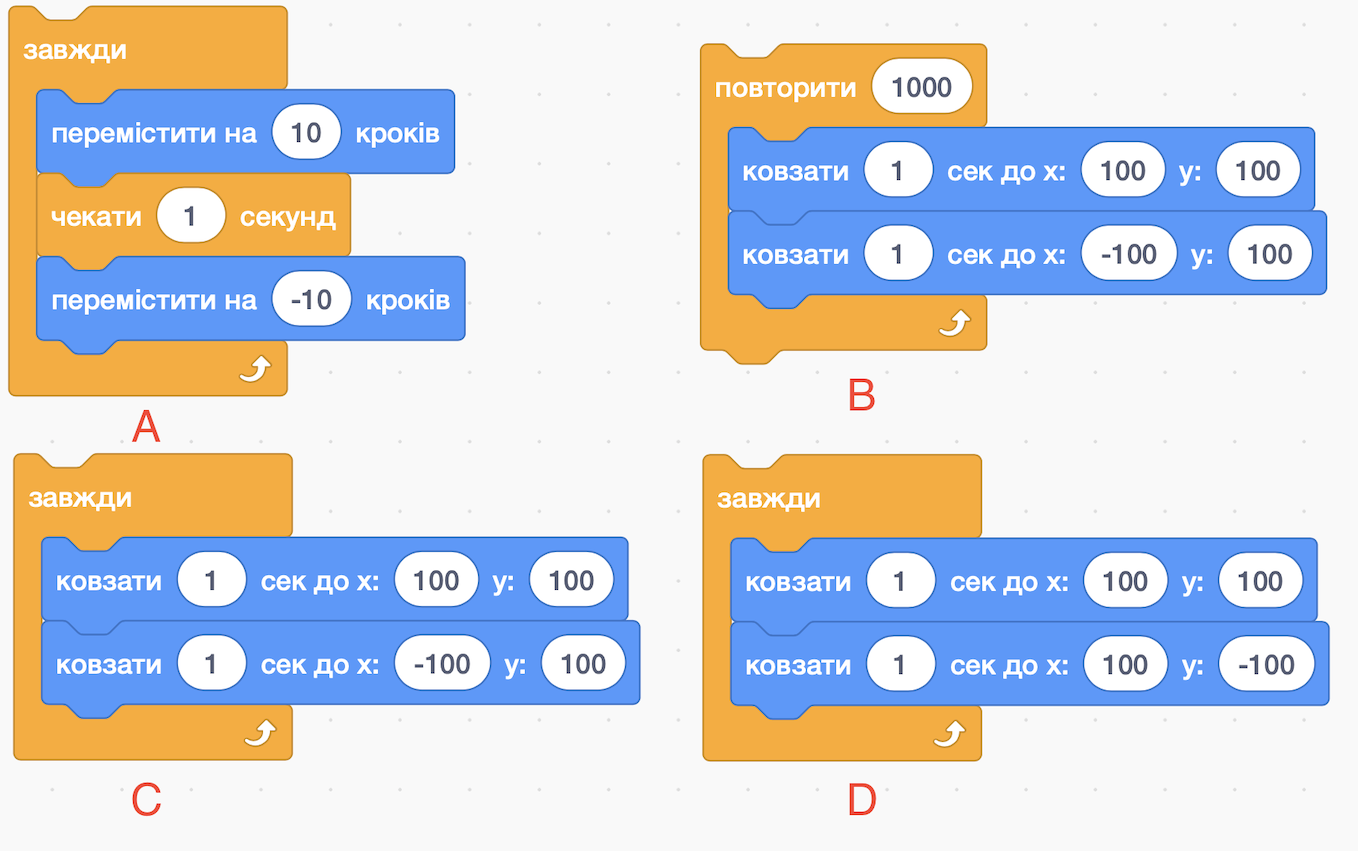 завжди
перемістити на 10 кроків
чекати 1 секунд
перемістити на -10 кроків
A
повторити 1000
ковзати 1 сек до x: 100 y: 100
ковзати 1 сек до x: -100 y: 100
B
завжди
ковзати 1 сек до x: 100 y: 100
ковзати 1 сек до x: -100 y: 100
C
завжди
ковзати 1 сек до x: 100 y: 100
ковзати 1 сек до x: 100 y: -100
D